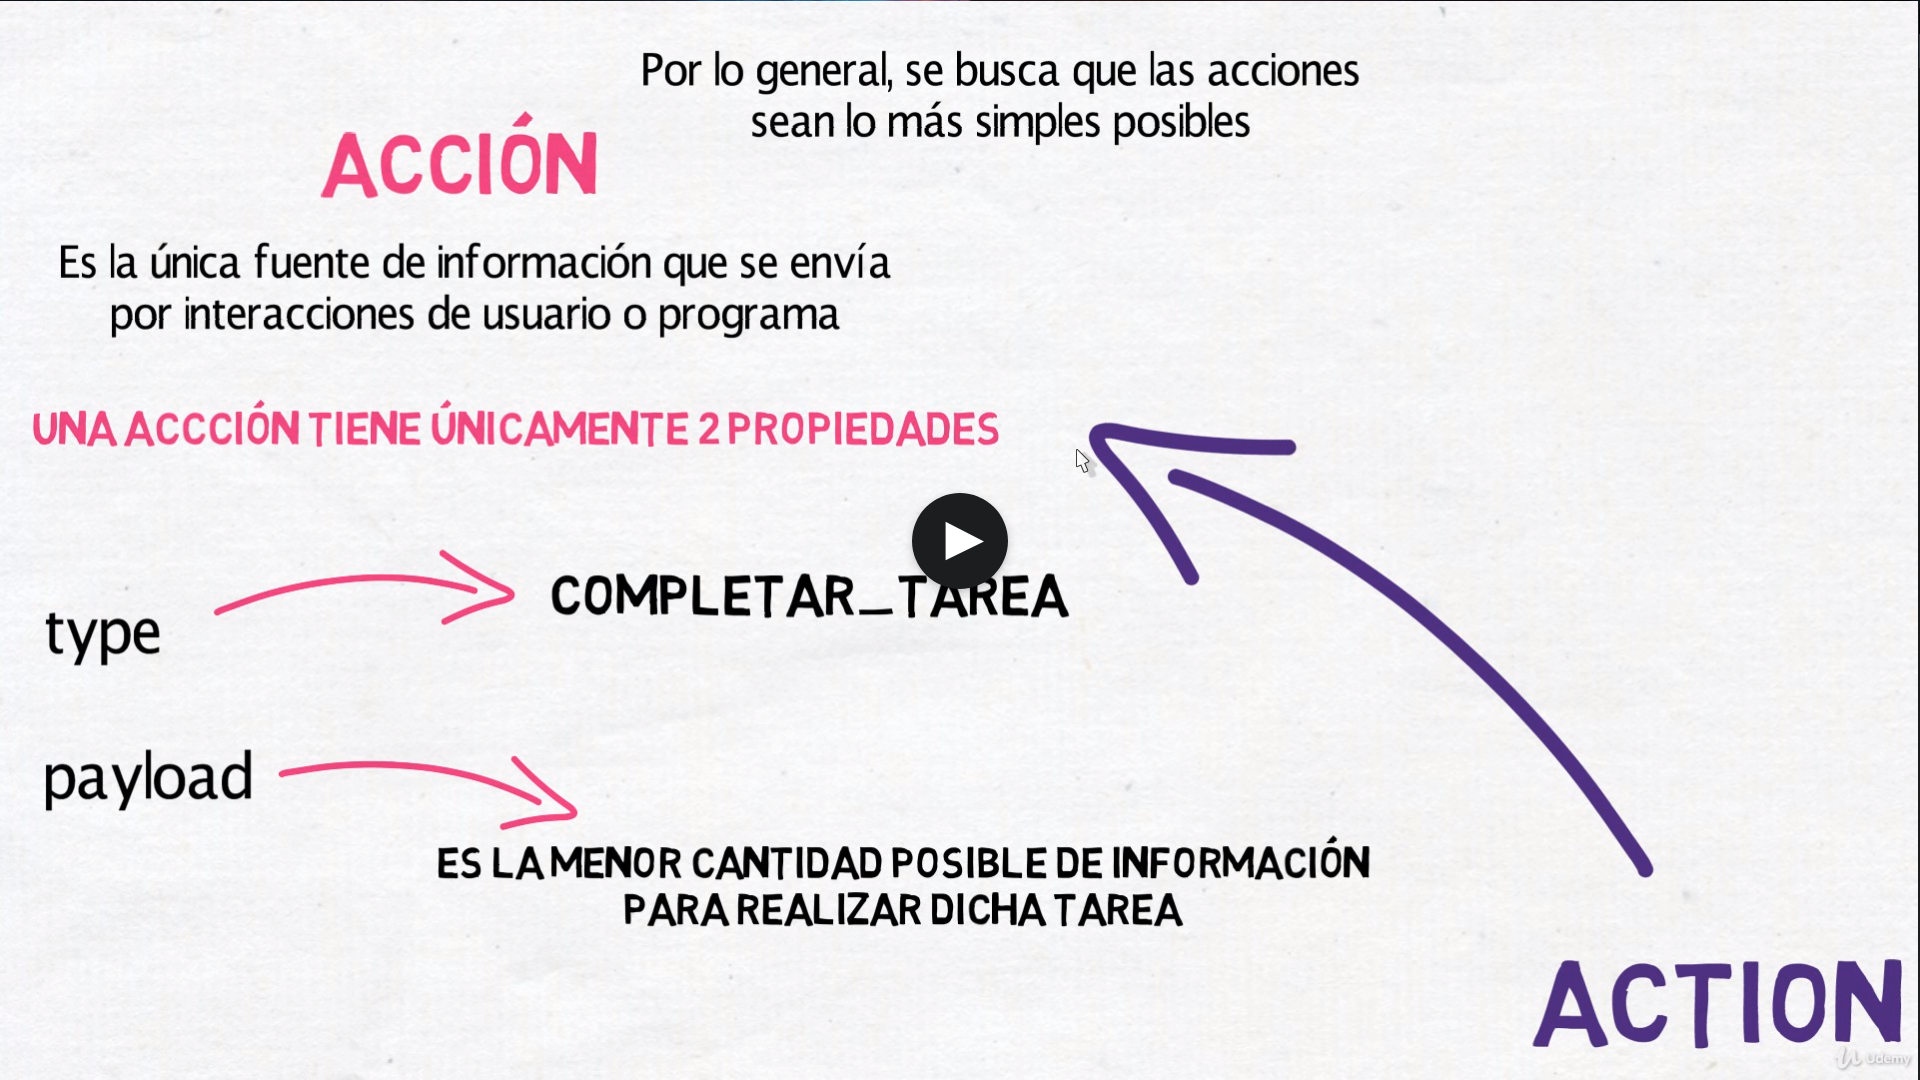 Por lo general, se busca que las acciones
sean lo más simples posibles
ACCIÓN
Es la única fuente de información que se envía
por interacciones de usuario o programa
UNA ACCCIÓN TIENE ÚNICAMENTE 2 PROPIEDADES
type
COMPLETAR_TAREA
payload
ES LA MENOR CANTIDAD POSIBLE DE INFORMACIÓN
PARA REALIZAR DICHA TAREA
ACTION
Udemy